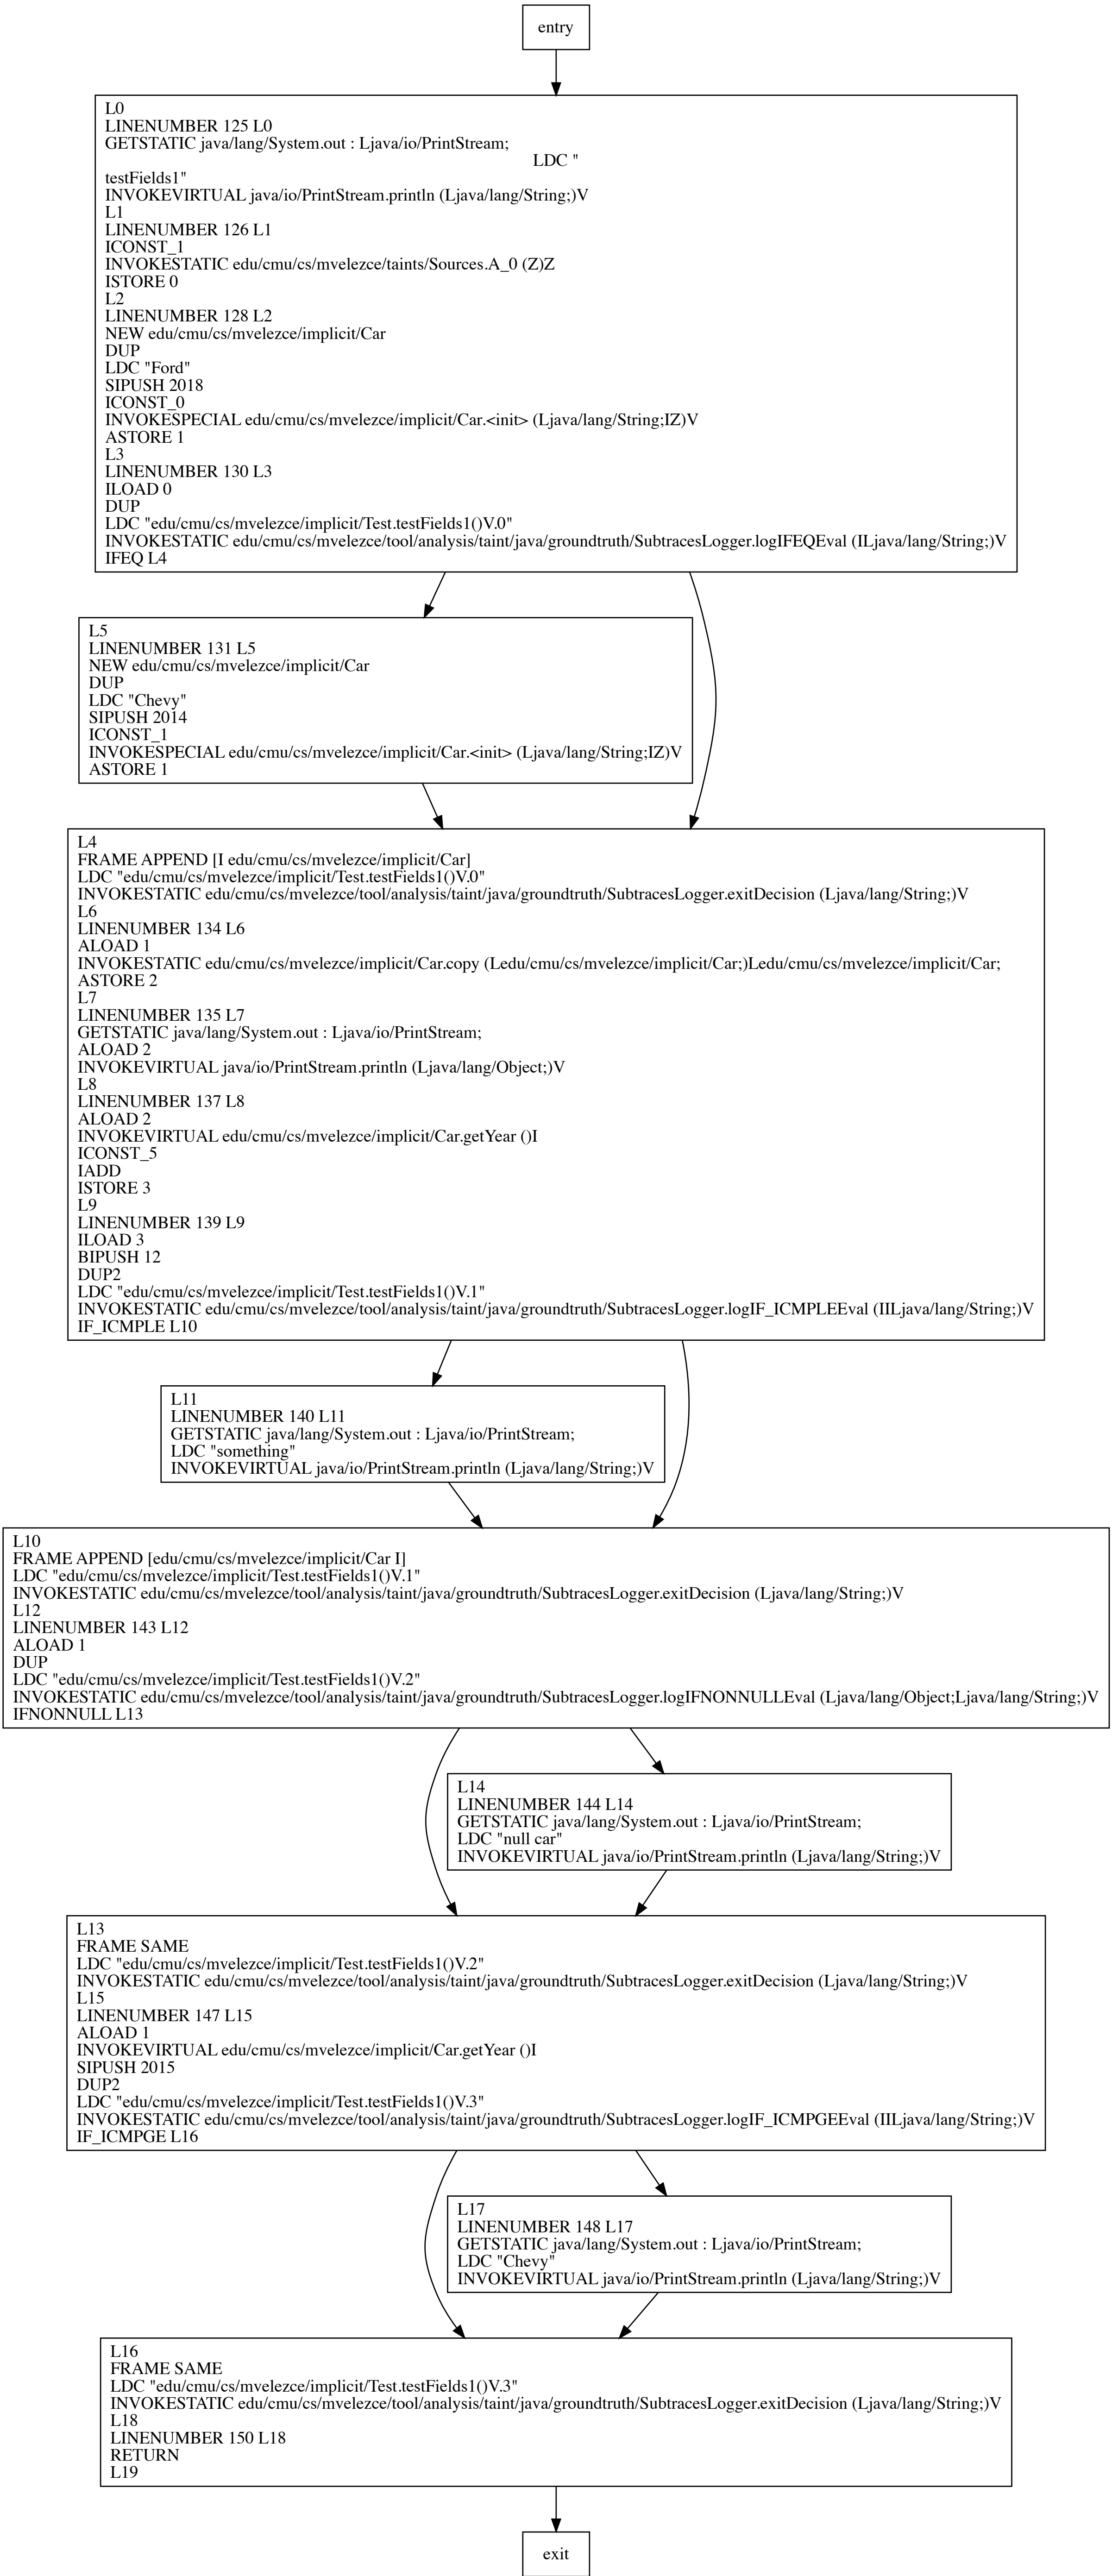 entry
L0
LINENUMBER 125 L0
GETSTATIC java/lang/System.out : Ljava/io/PrintStream;
LDC "
testFields1"
INVOKEVIRTUAL java/io/PrintStream.println (Ljava/lang/String;)V
L1
LINENUMBER 126 L1
ICONST_1
INVOKESTATIC edu/cmu/cs/mvelezce/taints/Sources.A_0 (Z)Z
ISTORE 0
L2
LINENUMBER 128 L2
NEW edu/cmu/cs/mvelezce/implicit/Car
DUP
LDC "Ford"
SIPUSH 2018
ICONST_0
INVOKESPECIAL edu/cmu/cs/mvelezce/implicit/Car.<init> (Ljava/lang/String;IZ)V
ASTORE 1
L3
LINENUMBER 130 L3
ILOAD 0
DUP
LDC "edu/cmu/cs/mvelezce/implicit/Test.testFields1()V.0"
INVOKESTATIC edu/cmu/cs/mvelezce/tool/analysis/taint/java/groundtruth/SubtracesLogger.logIFEQEval (ILjava/lang/String;)V
IFEQ L4
L5
LINENUMBER 131 L5
NEW edu/cmu/cs/mvelezce/implicit/Car
DUP
LDC "Chevy"
SIPUSH 2014
ICONST_1
INVOKESPECIAL edu/cmu/cs/mvelezce/implicit/Car.<init> (Ljava/lang/String;IZ)V
ASTORE 1
L4
FRAME APPEND [I edu/cmu/cs/mvelezce/implicit/Car]
LDC "edu/cmu/cs/mvelezce/implicit/Test.testFields1()V.0"
INVOKESTATIC edu/cmu/cs/mvelezce/tool/analysis/taint/java/groundtruth/SubtracesLogger.exitDecision (Ljava/lang/String;)V
L6
LINENUMBER 134 L6
ALOAD 1
INVOKESTATIC edu/cmu/cs/mvelezce/implicit/Car.copy (Ledu/cmu/cs/mvelezce/implicit/Car;)Ledu/cmu/cs/mvelezce/implicit/Car;
ASTORE 2
L7
LINENUMBER 135 L7
GETSTATIC java/lang/System.out : Ljava/io/PrintStream;
ALOAD 2
INVOKEVIRTUAL java/io/PrintStream.println (Ljava/lang/Object;)V
L8
LINENUMBER 137 L8
ALOAD 2
INVOKEVIRTUAL edu/cmu/cs/mvelezce/implicit/Car.getYear ()I
ICONST_5
IADD
ISTORE 3
L9
LINENUMBER 139 L9
ILOAD 3
BIPUSH 12
DUP2
LDC "edu/cmu/cs/mvelezce/implicit/Test.testFields1()V.1"
INVOKESTATIC edu/cmu/cs/mvelezce/tool/analysis/taint/java/groundtruth/SubtracesLogger.logIF_ICMPLEEval (IILjava/lang/String;)V
IF_ICMPLE L10
L11
LINENUMBER 140 L11
GETSTATIC java/lang/System.out : Ljava/io/PrintStream;
LDC "something"
INVOKEVIRTUAL java/io/PrintStream.println (Ljava/lang/String;)V
L10
FRAME APPEND [edu/cmu/cs/mvelezce/implicit/Car I]
LDC "edu/cmu/cs/mvelezce/implicit/Test.testFields1()V.1"
INVOKESTATIC edu/cmu/cs/mvelezce/tool/analysis/taint/java/groundtruth/SubtracesLogger.exitDecision (Ljava/lang/String;)V
L12
LINENUMBER 143 L12
ALOAD 1
DUP
LDC "edu/cmu/cs/mvelezce/implicit/Test.testFields1()V.2"
INVOKESTATIC edu/cmu/cs/mvelezce/tool/analysis/taint/java/groundtruth/SubtracesLogger.logIFNONNULLEval (Ljava/lang/Object;Ljava/lang/String;)V
IFNONNULL L13
L14
LINENUMBER 144 L14
GETSTATIC java/lang/System.out : Ljava/io/PrintStream;
LDC "null car"
INVOKEVIRTUAL java/io/PrintStream.println (Ljava/lang/String;)V
L13
FRAME SAME
LDC "edu/cmu/cs/mvelezce/implicit/Test.testFields1()V.2"
INVOKESTATIC edu/cmu/cs/mvelezce/tool/analysis/taint/java/groundtruth/SubtracesLogger.exitDecision (Ljava/lang/String;)V
L15
LINENUMBER 147 L15
ALOAD 1
INVOKEVIRTUAL edu/cmu/cs/mvelezce/implicit/Car.getYear ()I
SIPUSH 2015
DUP2
LDC "edu/cmu/cs/mvelezce/implicit/Test.testFields1()V.3"
INVOKESTATIC edu/cmu/cs/mvelezce/tool/analysis/taint/java/groundtruth/SubtracesLogger.logIF_ICMPGEEval (IILjava/lang/String;)V
IF_ICMPGE L16
L17
LINENUMBER 148 L17
GETSTATIC java/lang/System.out : Ljava/io/PrintStream;
LDC "Chevy"
INVOKEVIRTUAL java/io/PrintStream.println (Ljava/lang/String;)V
L16
FRAME SAME
LDC "edu/cmu/cs/mvelezce/implicit/Test.testFields1()V.3"
INVOKESTATIC edu/cmu/cs/mvelezce/tool/analysis/taint/java/groundtruth/SubtracesLogger.exitDecision (Ljava/lang/String;)V
L18
LINENUMBER 150 L18
RETURN
L19
exit